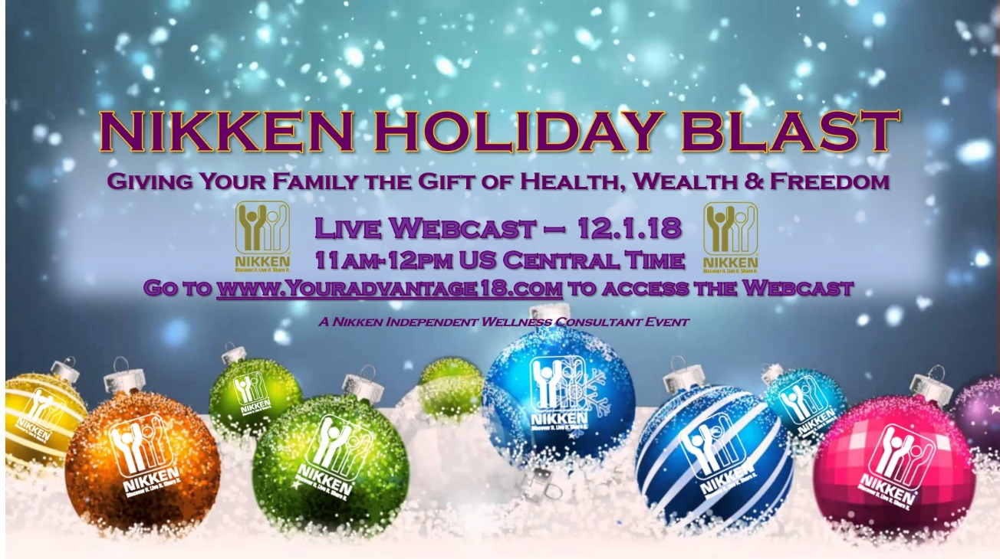 NIKKEN HOLIDAY BLAST
GIVING YOUR FAMILY THE GIFT OF HEALTH, WEALTH & FREEDOM
LIVE WEBCAST – 12.1.18
11AM-12PM US CENTRAL TIME
NIKKEN
Discover it. Live it. Share it.
NIKKEN
Discover it. Live it. Share it.
GO TO WWW.YOURADVANTAGE18.COM TO ACCESS THE WEBCAST
A NIKKEN INDEPENDENT WELLNESS CONSULTANT EVENT
NIKKEN
Discover it. Live it. Share it.
NIKKEN
Discover it. Live it. Share it.
NIKKEN
Discover it. Live it. Share it.
NIKKEN
Discover it. Live it. Share it.
NIKKEN
Discover it. Live it. Share it.
NIKKEN
Discover it. Live it. Share it.
NIKKEN
Discover it. Live it. Share it.
NIKKEN
Discover it. Live it. Share it.